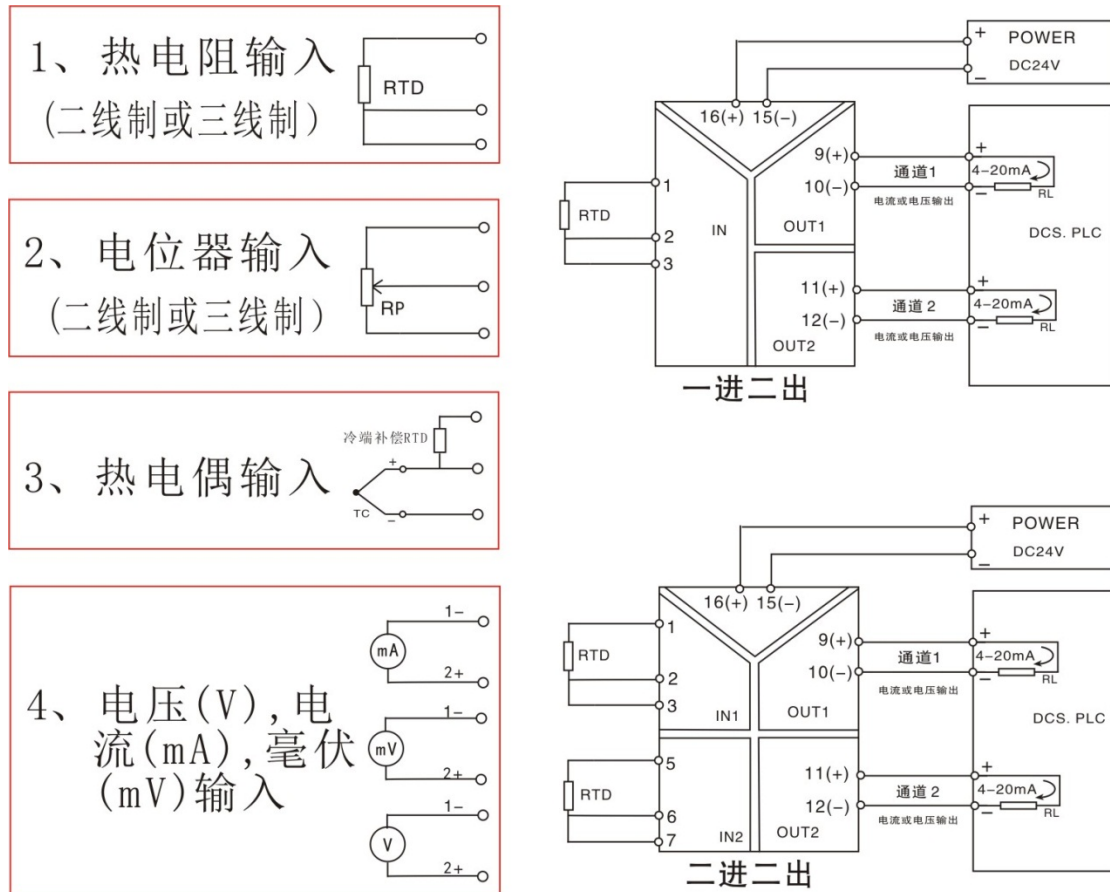 1、热电阻输入
(二线制或三线制)
RTD
2、电位器输入
(二线制或三线制)
RP
3、热电偶输入
冷端补偿RTD
+
TC
−
4、电压(V),电
流(mA),毫伏
(mV)输入
1-
mA
2+
1-
mV
2+
1-
V
2+
+ POWER
DC24V
−
16(+) 15(-)
9(+) 通道1 + 4-20mA
10(-) 电流或电压输出 − RL
1
RTD
2
3
IN
OUT1
DCS. PLC
11(+) 通道 2 + 4-20mA
12(-) 电流或电压输出 − RL
OUT2
一进二出
+ POWER
DC24V
−
16(+) 15(-)
1
RTD
2
3
IN1
9(+) 通道1 + 4-20mA
10(-) 电流或电压输出 − RL
OUT1
DCS. PLC
5
RTD
6
7
IN2
11(+) 通道 2 + 4-20mA
12(-) 电流或电压输出 − RL
OUT2
二进二出